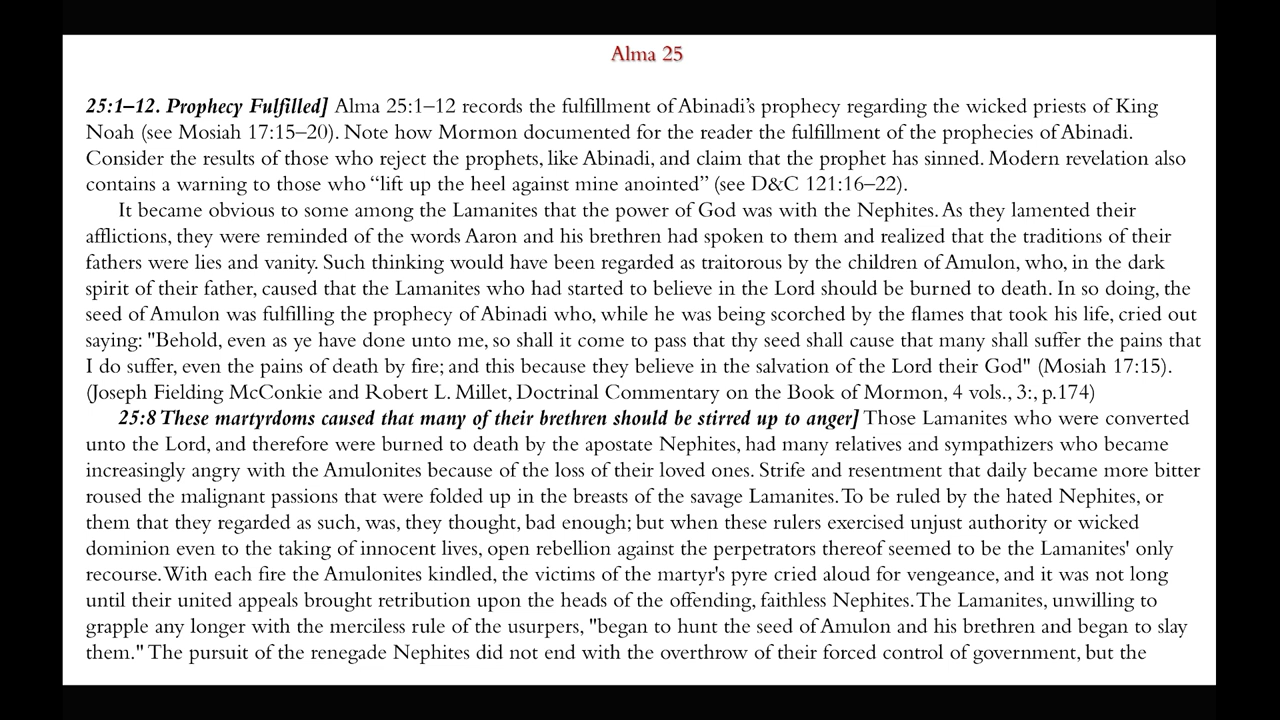 Alma 25
25:1–12. Prophecy Fulfilled] Alma 25:1–12 records the fulfillment of Abinadi’s prophecy regarding the wicked priests of King
Noah (see Mosiah 17:15–20). Note how Mormon documented for the reader the fulfillment of the prophecies of Abinadi.
Consider the results of those who reject the prophets, like Abinadi, and claim that the prophet has sinned. Modern revelation also
contains a warning to those who “lift up the heel against mine anointed” (see D&C 121:16–22).
It became obvious to some among the Lamanites that the power of God was with the Nephites. As they lamented their
afflictions, they were reminded of the words Aaron and his brethren had spoken to them and realized that the traditions of their
fathers were lies and vanity. Such thinking would have been regarded as traitorous by the children of Amulon, who, in the dark
spirit of their father, caused that the Lamanites who had started to believe in the Lord should be burned to death. In so doing, the
seed of Amulon was fulfilling the prophecy of Abinadi who, while he was being scorched by the flames that took his life, cried out
saying: "Behold, even as ye have done unto me, so shall it come to pass that thy seed shall cause that many shall suffer the pains that
I do suffer, even the pains of death by fire; and this because they believe in the salvation of the Lord their God" (Mosiah 17:15).
(Joseph Fielding McConkie and Robert L. Millet, Doctrinal Commentary on the Book of Mormon, 4 vols., 3:, p.174)
25:8 These martyrdoms caused that many of their brethren should be stirred up to anger] Those Lamanites who were converted
unto the Lord, and therefore were burned to death by the apostate Nephites, had many relatives and sympathizers who became
increasingly angry with the Amulonites because of the loss of their loved ones. Strife and resentment that daily became more bitter
roused the malignant passions that were folded up in the breasts of the savage Lamanites. To be ruled by the hated Nephites, or
them that they regarded as such, was, they thought, bad enough; but when these rulers exercised unjust authority or wicked
dominion even to the taking of innocent lives, open rebellion against the perpetrators thereof seemed to be the Lamanites' only
recourse. With each fire the Amulonites kindled, the victims of the martyr's pyre cried aloud for vengeance, and it was not long
until their united appeals brought retribution upon the heads of the offending, faithless Nephites. The Lamanites, unwilling to
grapple any longer with the merciless rule of the usurpers, "began to hunt the seed of Amulon and his brethren and began to slay
them." The pursuit of the renegade Nephites did not end with the overthrow of their forced control of government, but the